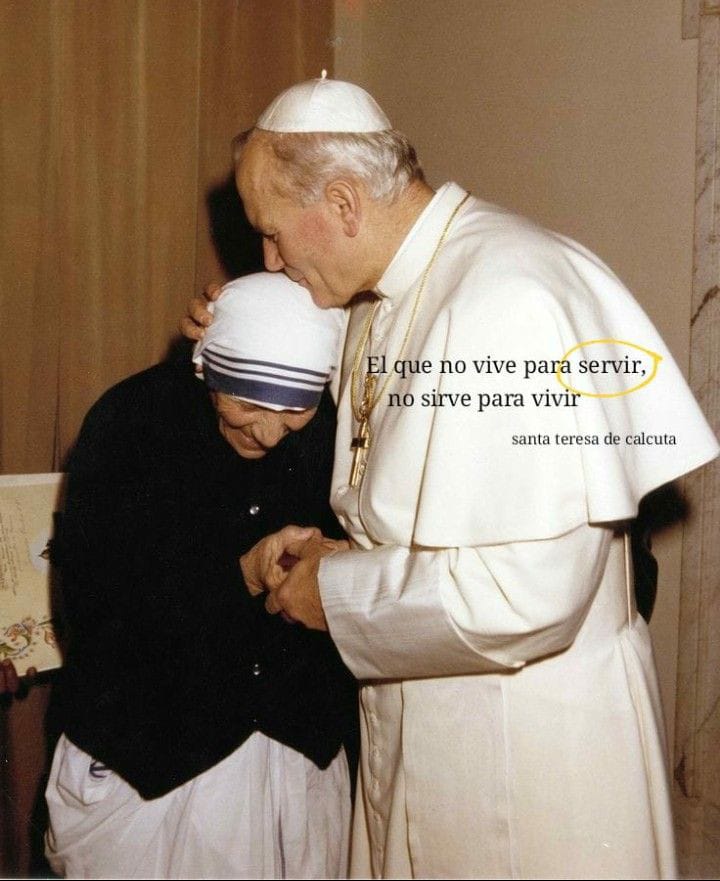 El que no vive para servir,
no sirve para vivir
santa teresa de calcuta